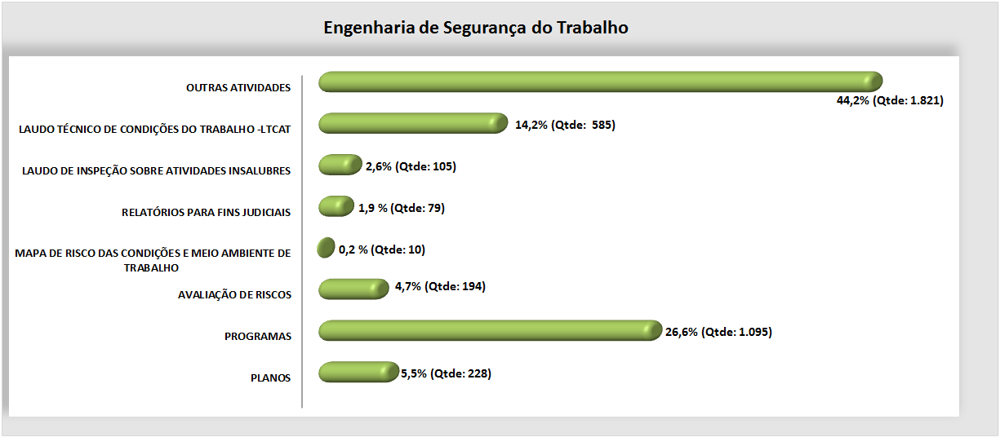 Engenharia de Segurança do Trabalho
OUTRAS ATIVIDADES
44,2% (Qtde: 1.821)
LAUDO TÉCNICO DE CONDIÇÕES DO TRABALHO -LTCAT
14,2% (Qtde: 585)
LAUDO DE INSPEÇÃO SOBRE ATIVIDADES INSALUBRES
2,6% (Qtde: 105)
RELATÓRIOS PARA FINS JUDICIAIS
1,9 % (Qtde: 79)
MAPA DE RISCO DAS CONDIÇÕES E MEIO AMBIENTE DE
TRABALHO
0,2 % (Qtde: 10)
AVALIAÇÃO DE RISCOS
4,7% (Qtde: 194)
PROGRAMAS
26,6% (Qtde: 1.095)
PLANOS
5,5% (Qtde: 228)